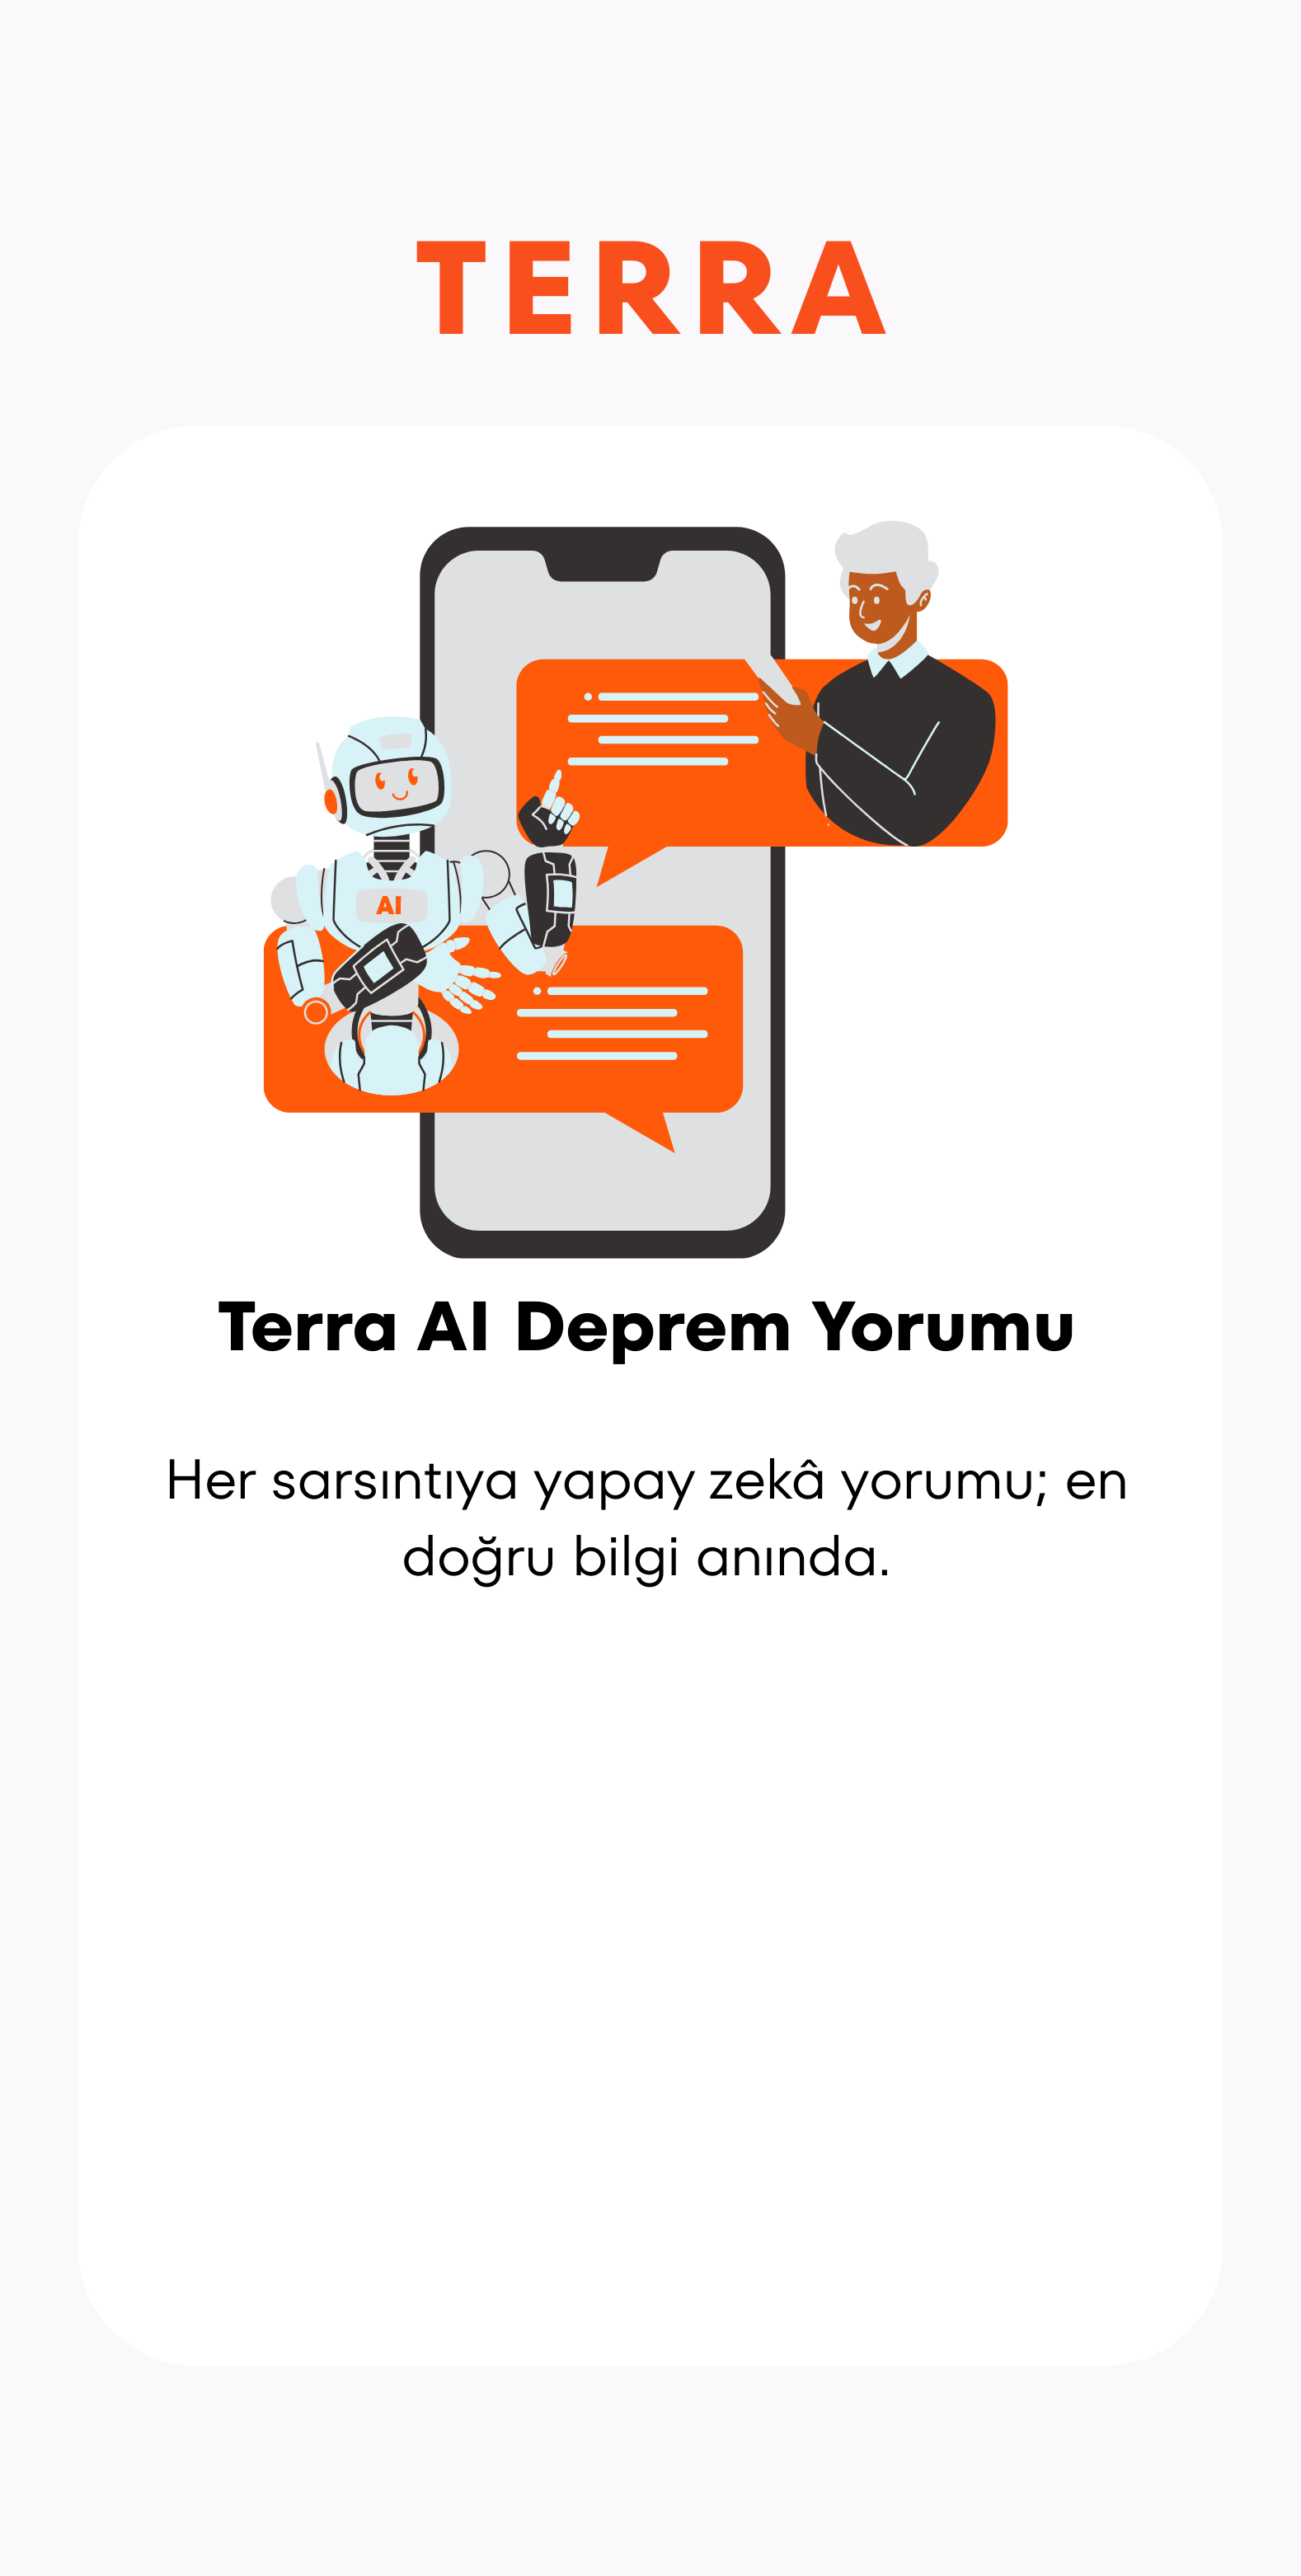 TERRA
AI
Terra AI Deprem Yorumu
Her sarsıntıya yapay zekâ yorumu; en
doğru bilgi anında.